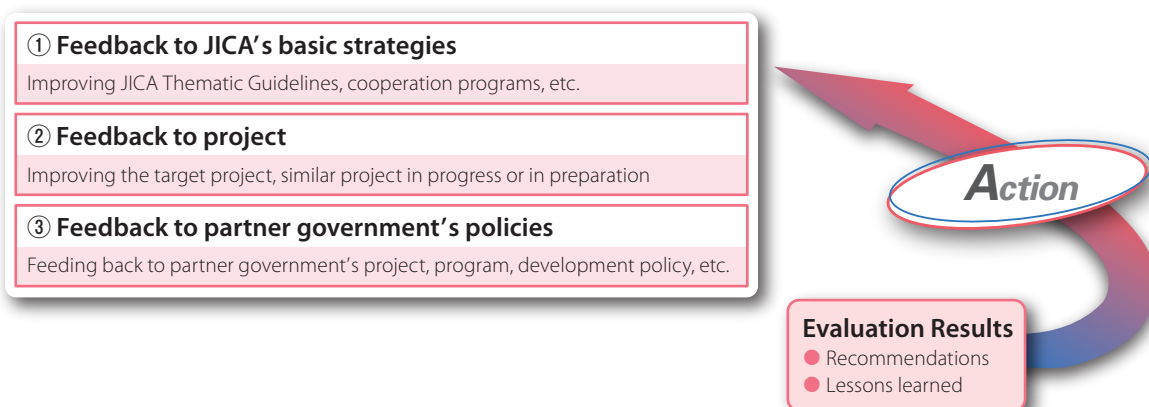 ① Feedback to JICA’s basic strategies
Improving JICA Thematic Guidelines, cooperation programs, etc.
② Feedback to project
Improving the target project, similar project in progress or in preparation
③ Feedback to partner government’s policies
Feeding back to partner government’s project, program, development policy, etc.
Action
Evaluation Results
● Recommendations
● Lessons learned